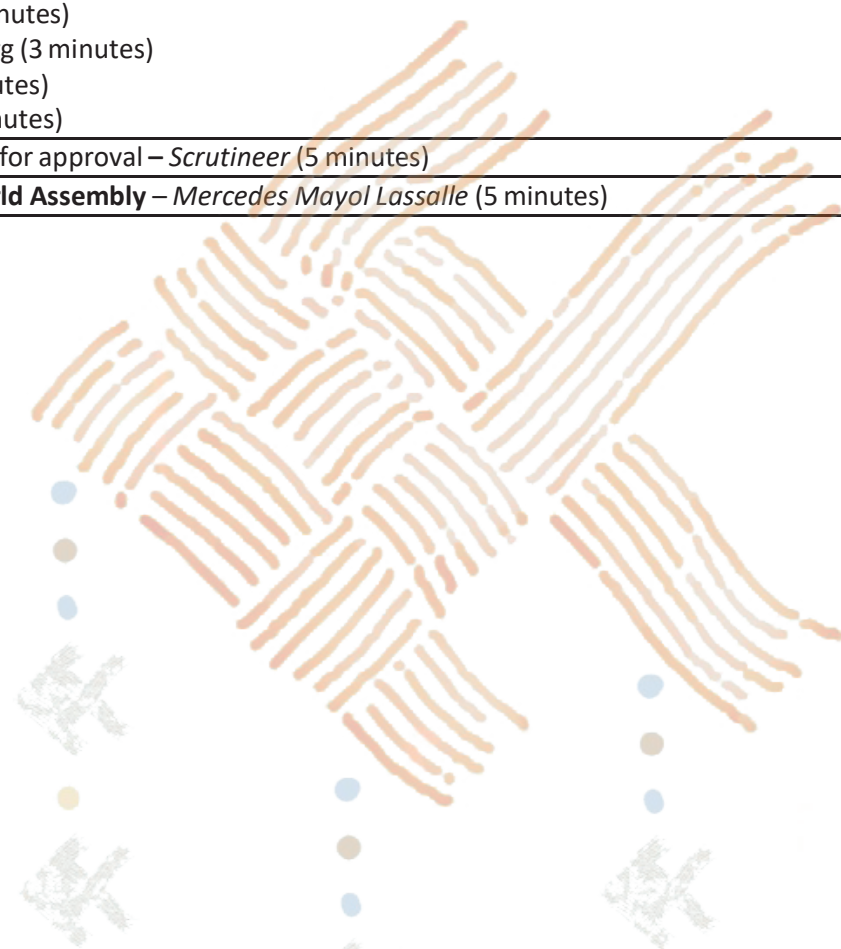 nutes)
g (3 minutes)
utes)
nutes)
for approval – Scrutineer (5 minutes)
ld Assembly – Mercedes Mayol Lassalle (5 minutes)